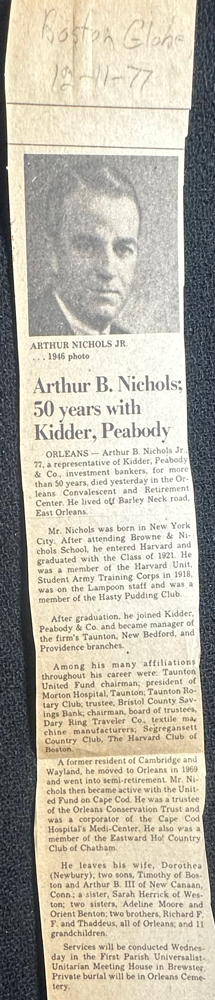 Boston Globe
12-11-77
ARTHUR NICHOLS JR.
. . . 1946 photo
Arthur B. Nichols;
50 years with
Kidder, Peabody
ORLEANS — Arthur B. Nichols Jr.,
77, a representative of Kidder, Peabody
& Co., investment bankers, for more
than 50 years, died yesterday in the Or-
leans Convalescent and Retirement
Center. He lived off Barley Neck road,
East Orleans.
Mr. Nichols was born in New York
City. After attending Browne & Ni-
chols School, he entered Harvard and
graduated with the Class of 1921. He
was a member of the Harvard Unit,
Student Army Training Corps in 1918,
was on the Lampoon staff and was a
member of the Hasty Pudding Club.
After graduation, he joined Kidder,
Peabody & Co. and became manager of
the firm's Taunton, New Bedford, and
Providence branches.
Among his many affiliations
throughout his career were: Taunton
United Fund chairman; president of
Morton Hospital, Taunton; Taunton Ro-
tary Club; trustee, Bristol County Sav-
ings Bank; chairman, board of trustees,
Dary Ring Traveler Co., textile ma-
chine manufacturers; Segregansett
Country Club, The Harvard Club of
Boston.
A former resident of Cambridge and
Wayland, he moved to Orleans in 1969
and went into semi-retirement. Mr. Ni-
chols then became active with the Unit-
ed Fund on Cape Cod. He was a trustee
of the Orleans Conservation Trust and
was a corporator of the Cape Cod
Hospital's Medi-Center. He also was a
member of the Eastward Ho! Country
Club of Chatham.
He leaves his wife, Dorothea
(Newbury); two sons, Timothy of Bos-
ton and Arthur B. III of New Canaan,
Conn.; a sister, Sarah Herrick, of Wes-
ton; two sisters, Adeline Moore and
Orient Benton; two brothers, Richard F.
F. and Thaddeus, all of Orleans; and 11
grandchildren.
Services will be conducted Wednes-
day in the First Parish Universalist-
Unitarian Meeting House in Brewster.
Private burial will be in Orleans Ceme-
tery.